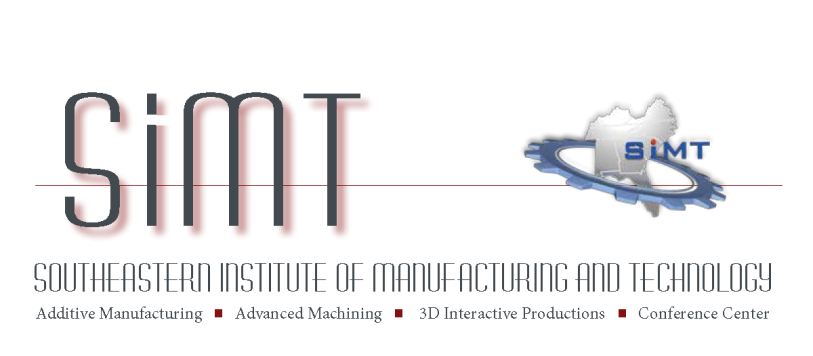 SiMT
SiMT
SOUTHEASTERN INSTITUTE OF MANUFACTURING AND TECHNOLOGY
Additive Manufacturing ■ Advanced Machining ■ 3D Interactive Productions ■ Conference Center